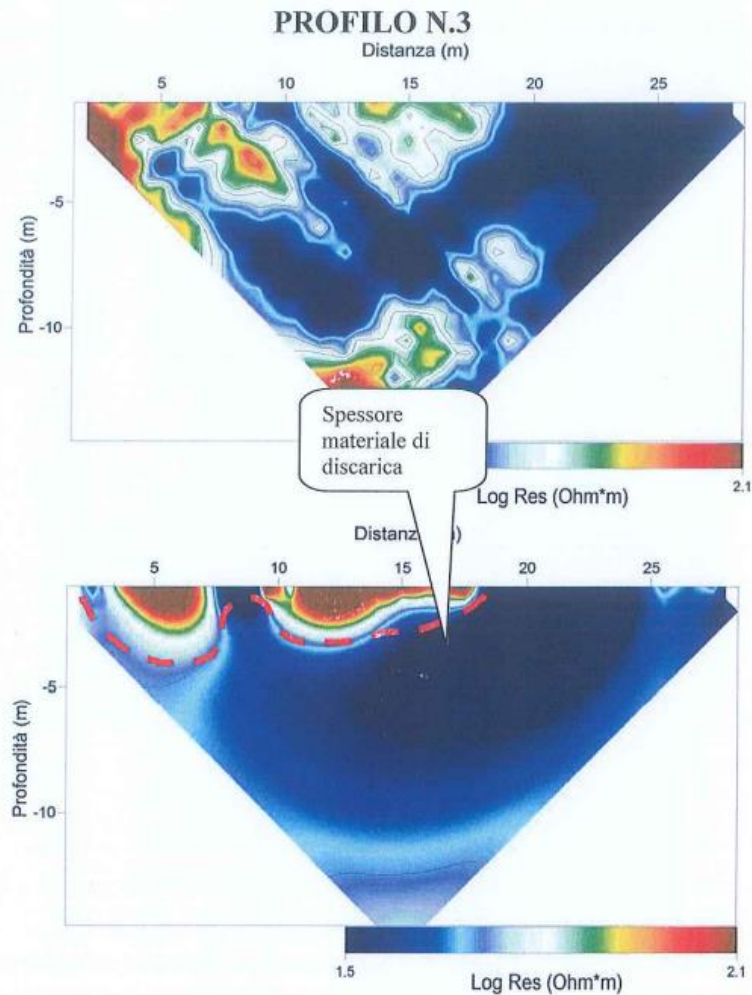 PROFILO N.3
Distanza (m)
5 10 15 20 25
Profondità (m)
-5
-10
Spessore
materiale di
discarica
2.1
Log Res (Ohm*m)
5 10 15 20 25
Profondità (m)
-5
-10
1.5 2.1
Log Res (Ohm*m)